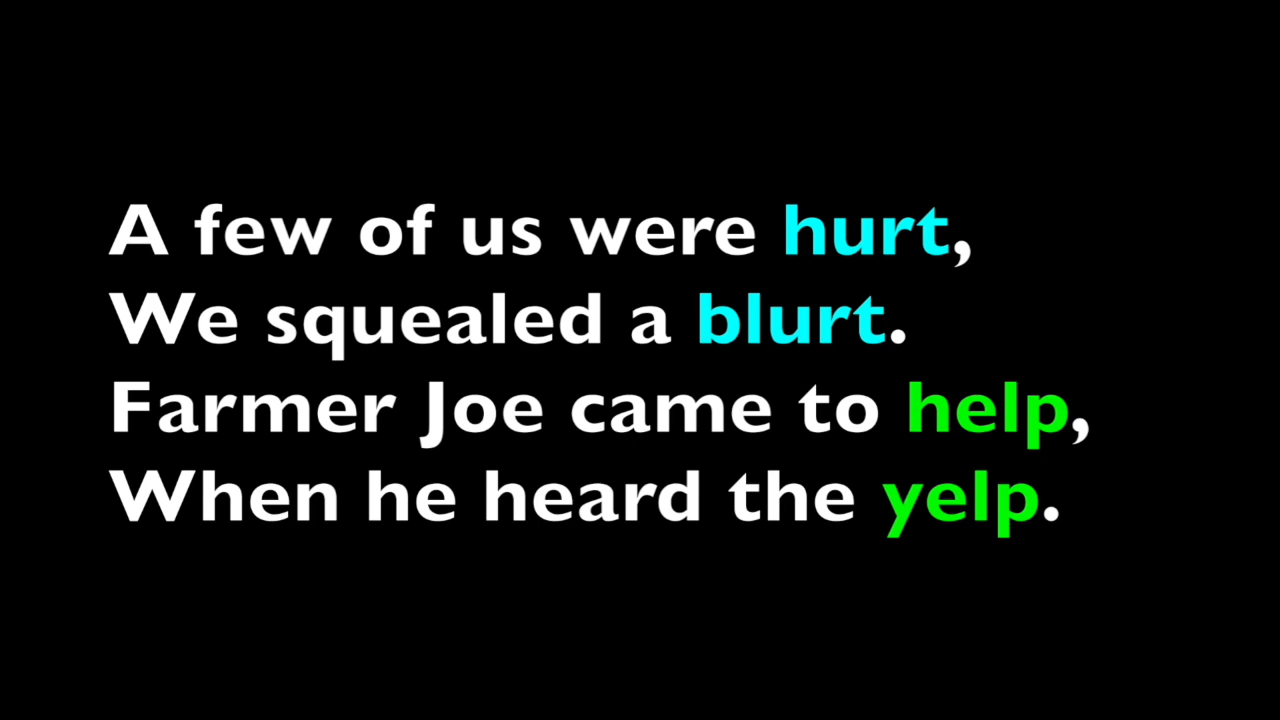 A few of us were hurt,
We squealed a blurt.
Farmer Joe came to help,
When he heard the yelp.